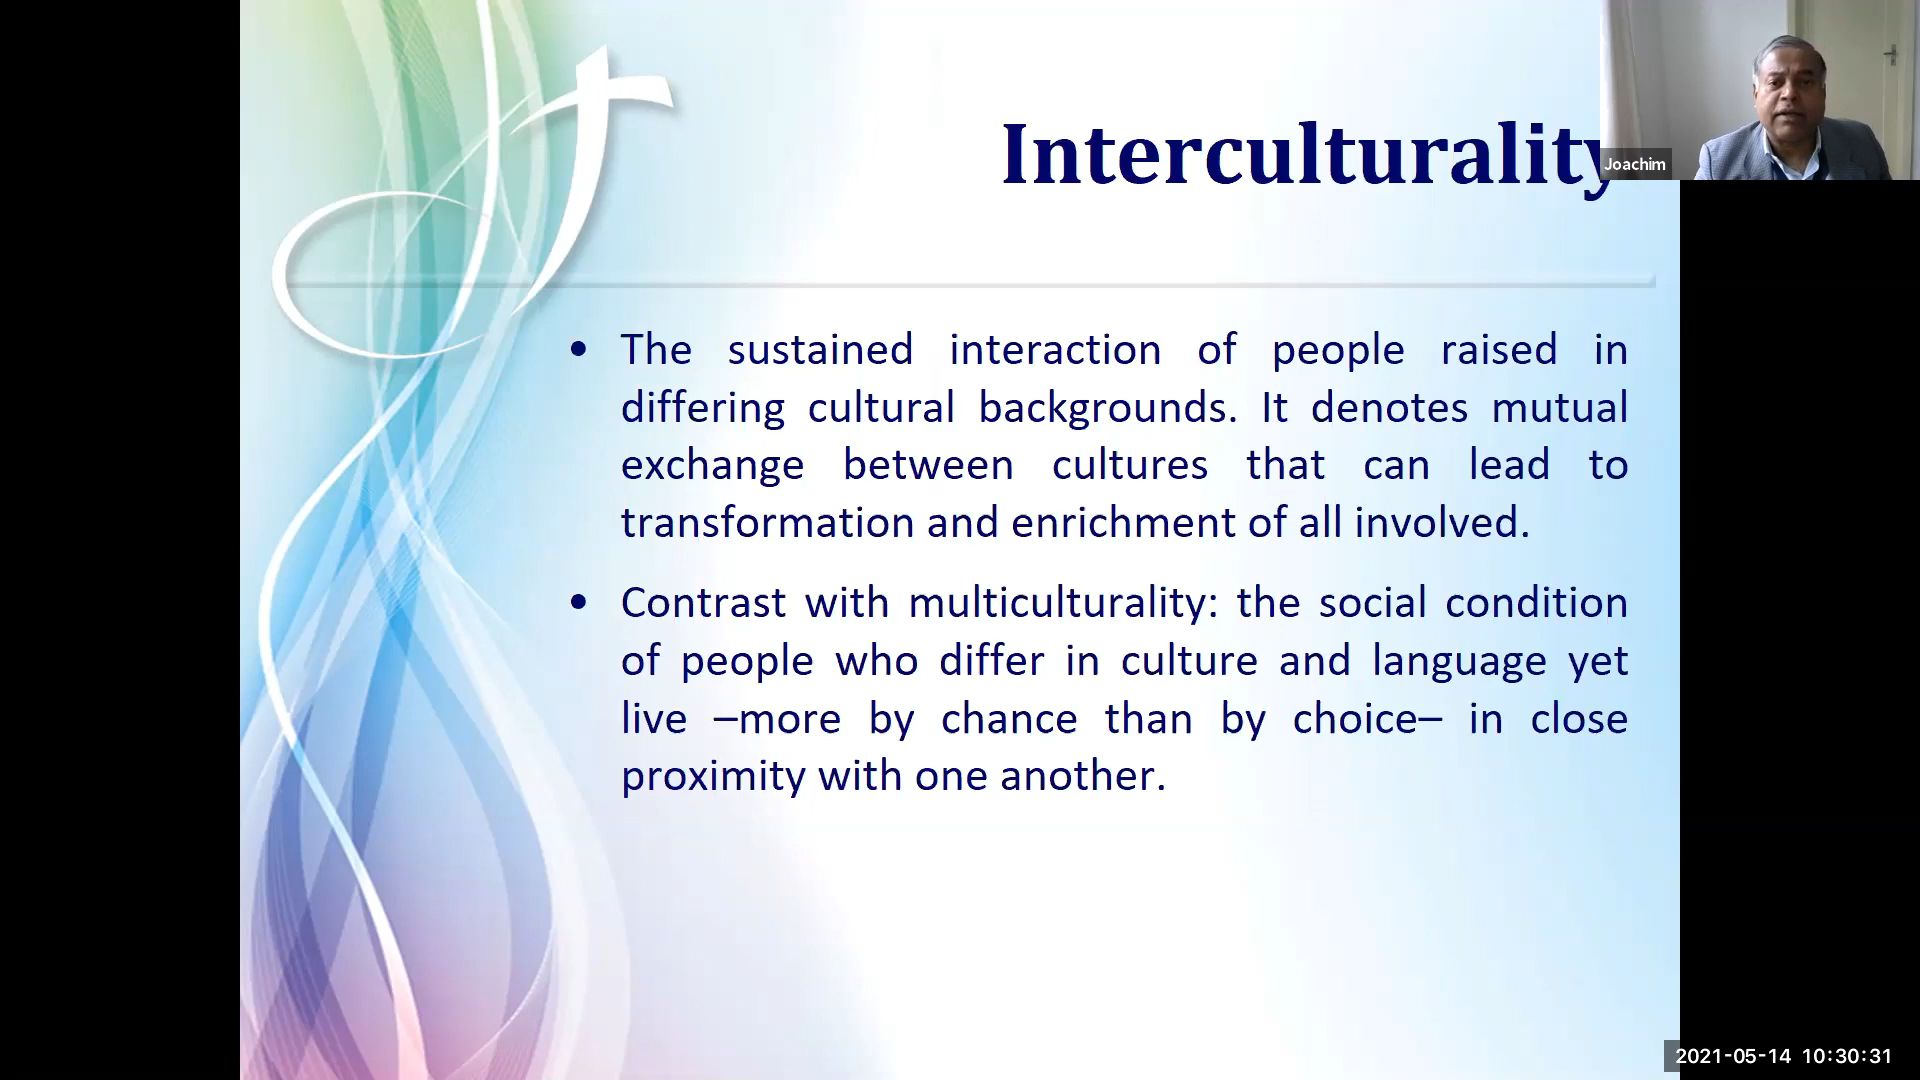 Interculturality
Joachim
• The sustained interaction of people raised in
differing cultural backgrounds. It denotes mutual
exchange between cultures that can lead to
transformation and enrichment of all involved.
• Contrast with multiculturality: the social condition
of people who differ in culture and language yet
live –more by chance than by choice– in close
proximity with one another.
2021-05-14 10:30:31